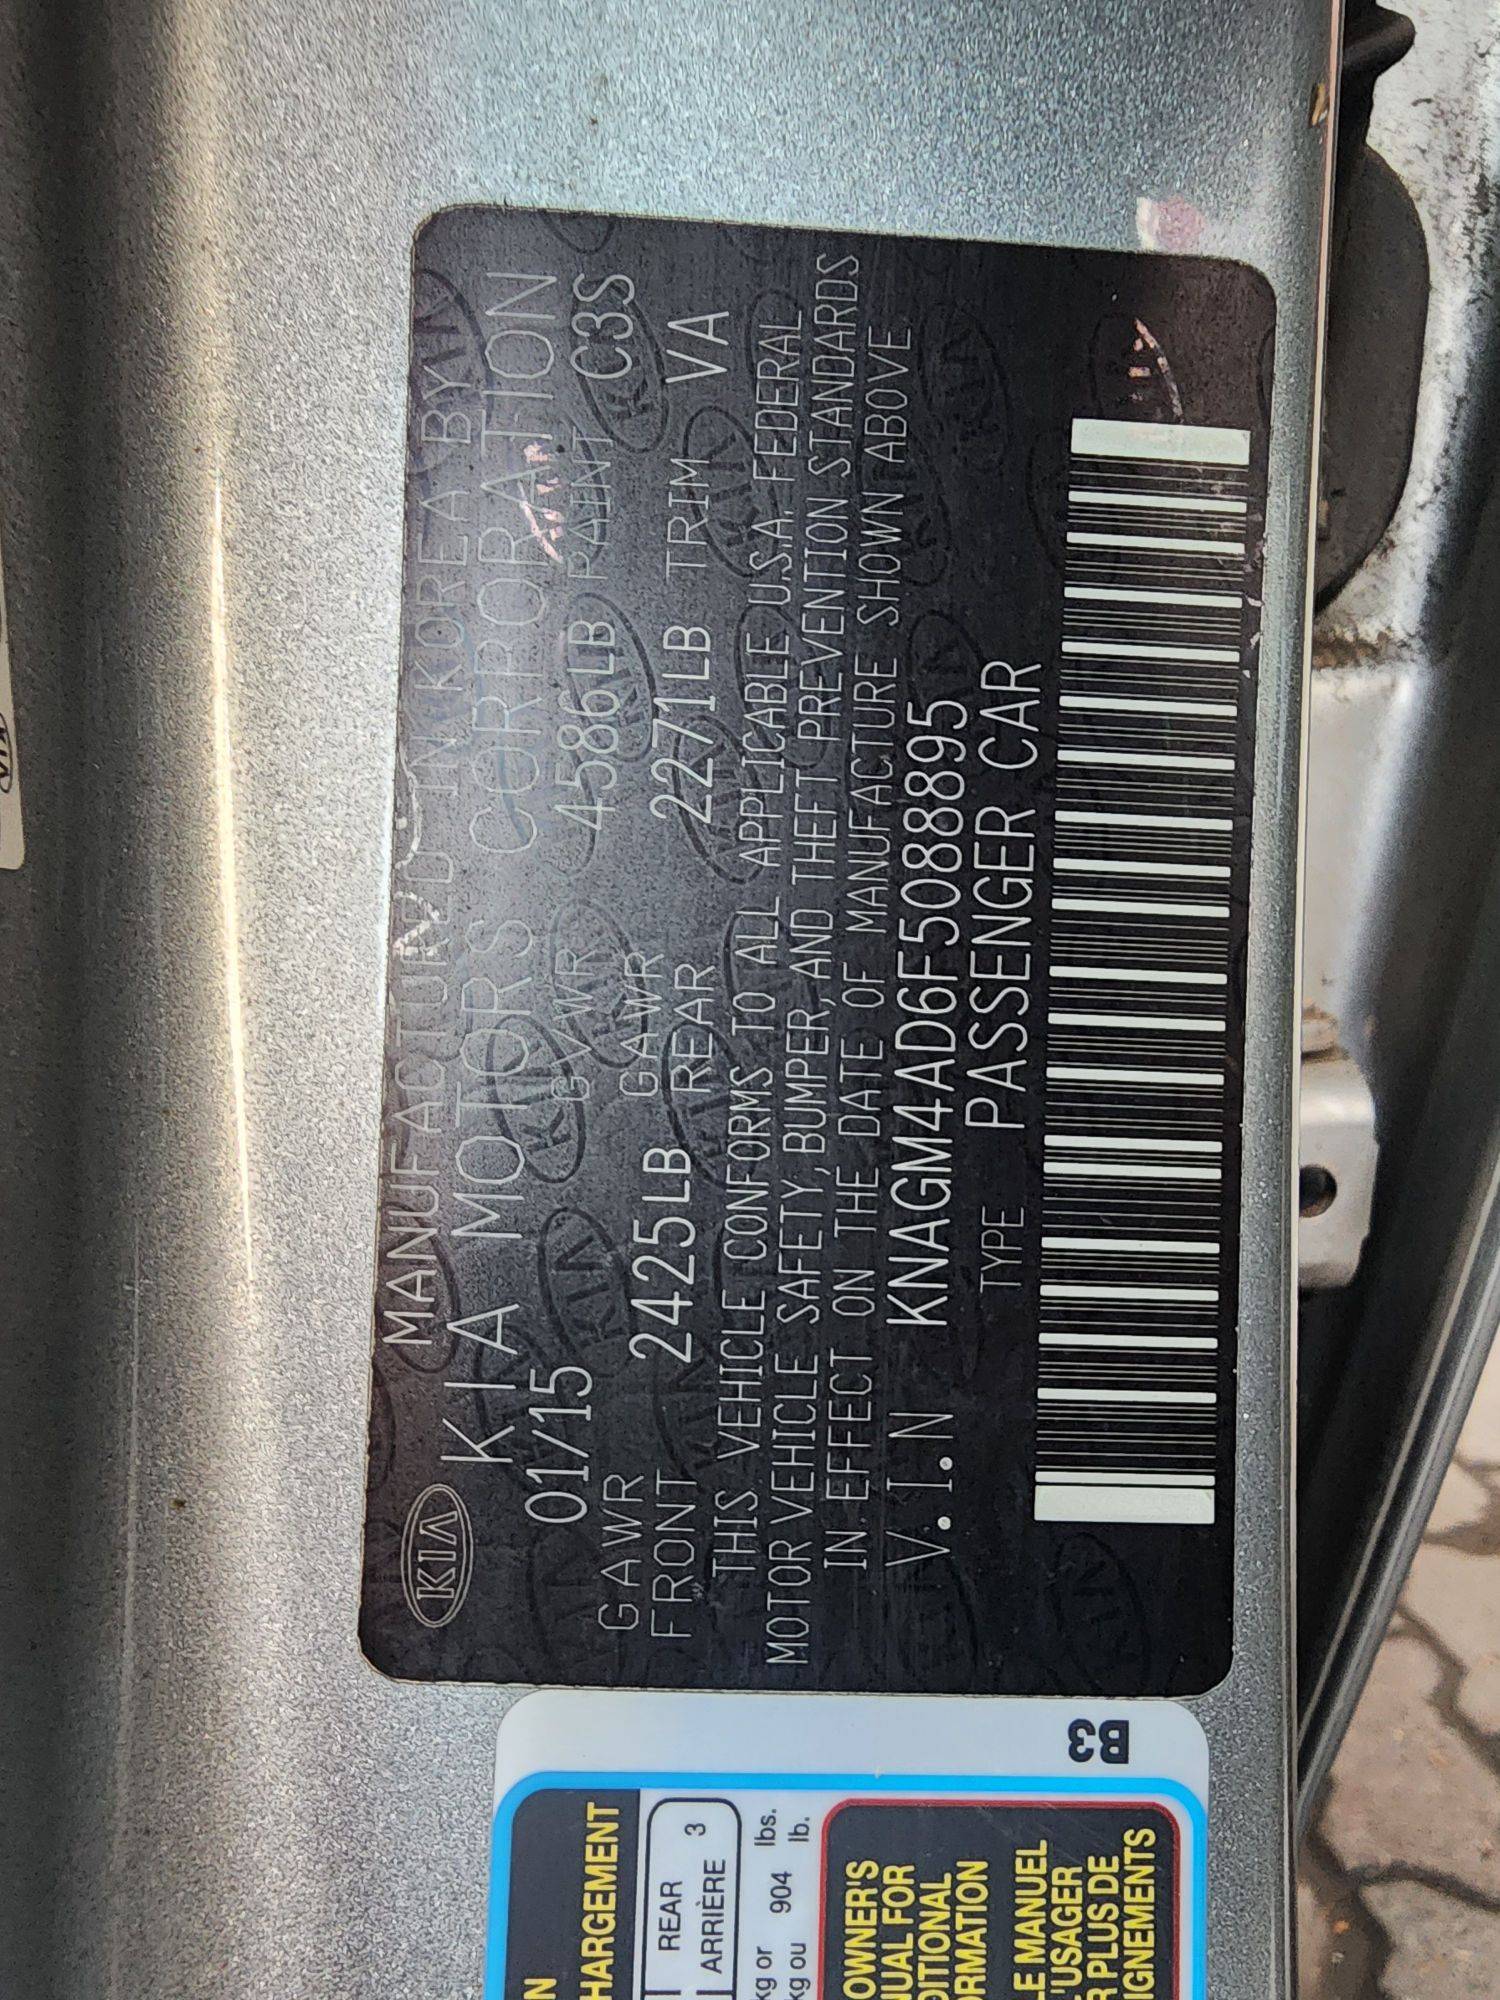 KIA MANUFACTURED IN KOREA BY
KIA MOTORS CORPORATION
01/15 GVWR 4586LB PAINT C3S
GAWR FRONT 2425LB GAWR REAR 2271LB TRIM VA
THIS VEHICLE CONFORMS TO ALL APPLICABLE U.S.A. FEDERAL
MOTOR VEHICLE SAFETY, BUMPER, AND THEFT PREVENTION STANDARDS
IN EFFECT ON THE DATE OF MANUFACTURE SHOWN ABOVE
V.I.N KNAGM4AD6F5088895
TYPE PASSENGER CAR
B3
HARGEMENT
REAR
ARRIÈRE 3
kg or 904 lbs.
kg ou lb.
OWNER'S
NUAL FOR
DITIONAL
ORMATION
LE MANUEL
'USAGER
R PLUS DE
IGNEMENTS